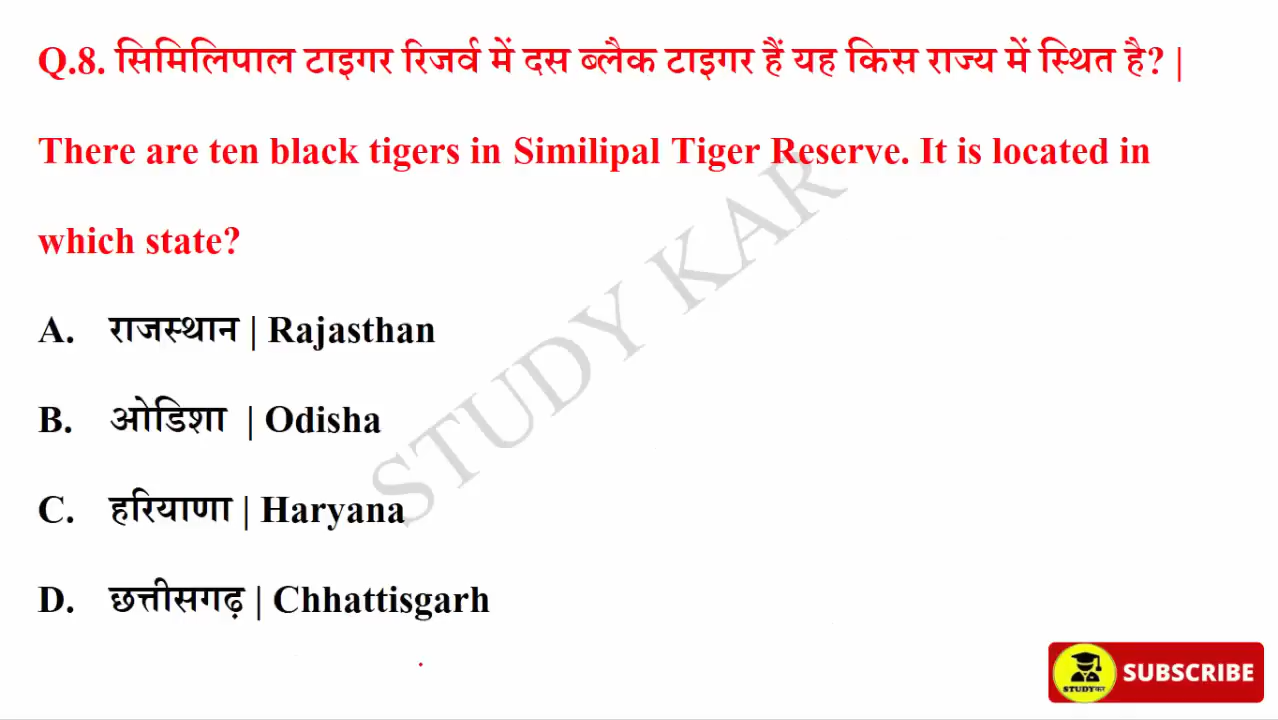 Q.8. सिमिलिपाल टाइगर रिजर्व में दस ब्लैक टाइगर हैं यह किस राज्य में स्थित है? |
There are ten black tigers in Similipal Tiger Reserve. It is located in
which state?
A. राजस्थान | Rajasthan
B. ओडिशा | Odisha
C. हरियाणा | Haryana
D. छत्तीसगढ़ | Chhattisgarh
STUDY KAR
STUDYकर
SUBSCRIBE